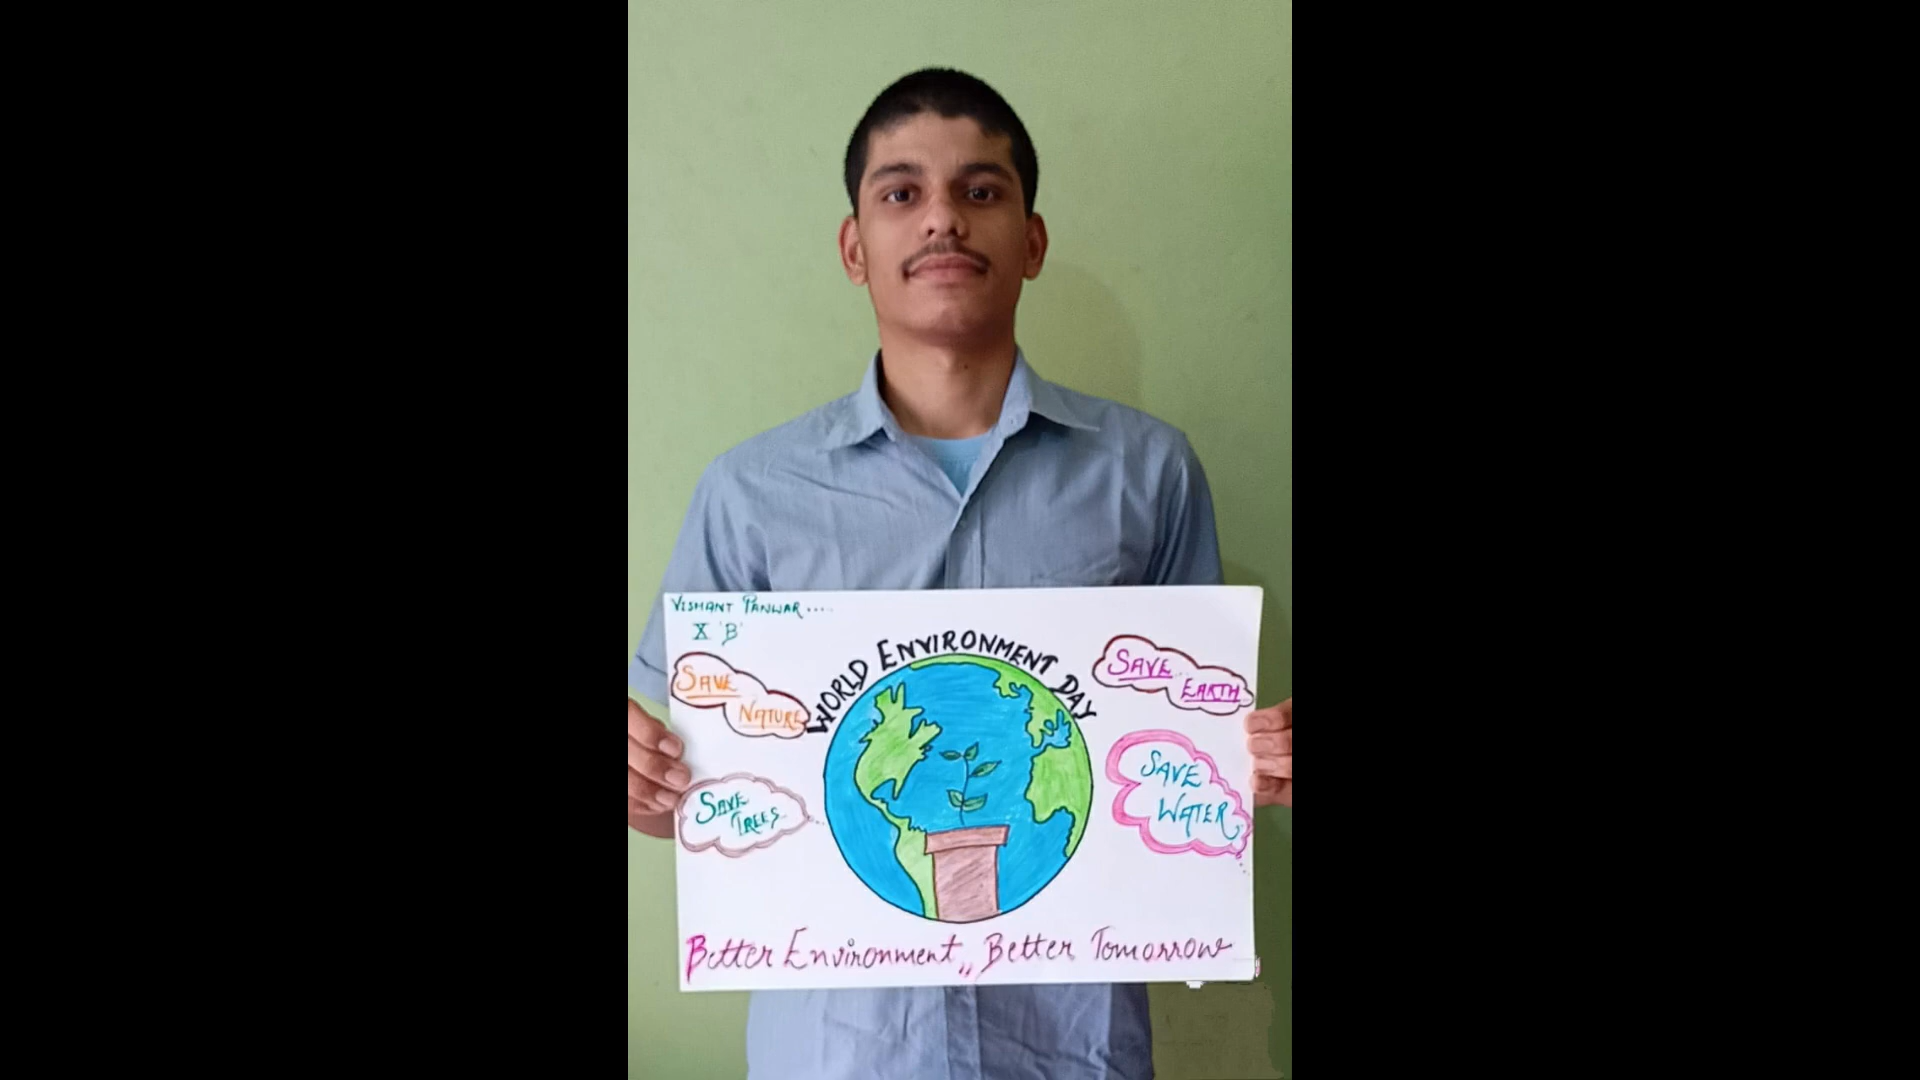 VISHANT PANWAR....
X 'B'
WORLD ENVIRONMENT DAY
SAVE NATURE
SAVE EARTH
SAVE TREES
SAVE WATER
Better Environment,, Better Tomorrow